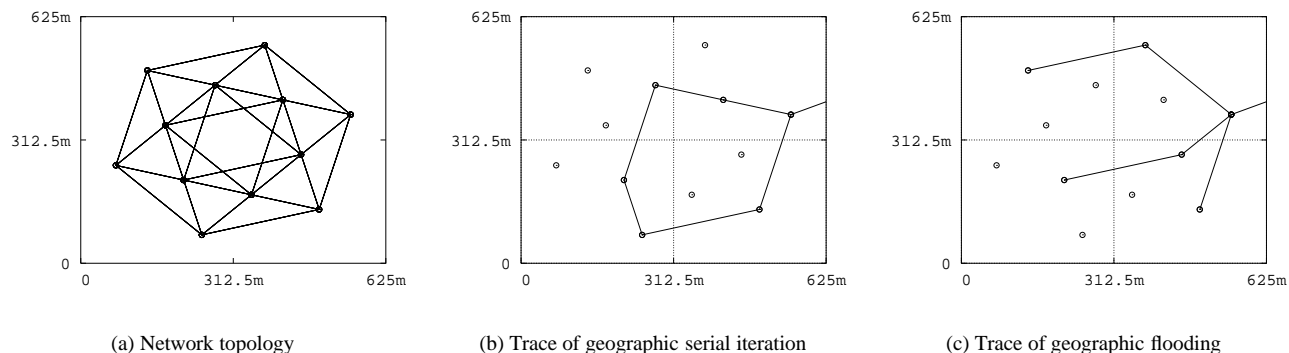 625m
312.5m
0
0 312.5m 625m
(a) Network topology
625m
312.5m
0
0 312.5m 625m
(b) Trace of geographic serial iteration
625m
312.5m
0
0 312.5m 625m
(c) Trace of geographic flooding